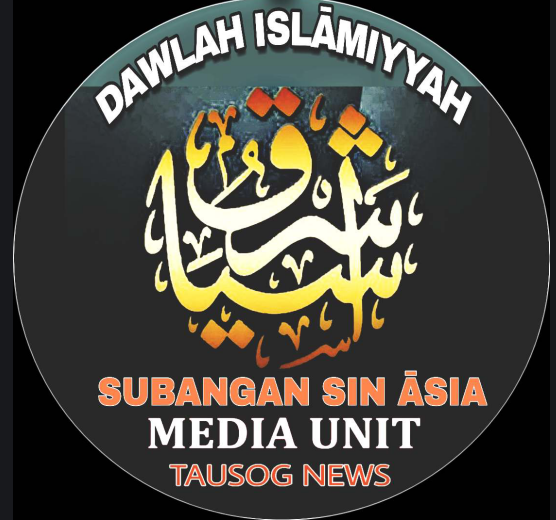 DAWLAH ISLĀMIYYAH
شرق
آسيا
SUBANGAN SIN ĀSIA
MEDIA UNIT
TAUSOG NEWS